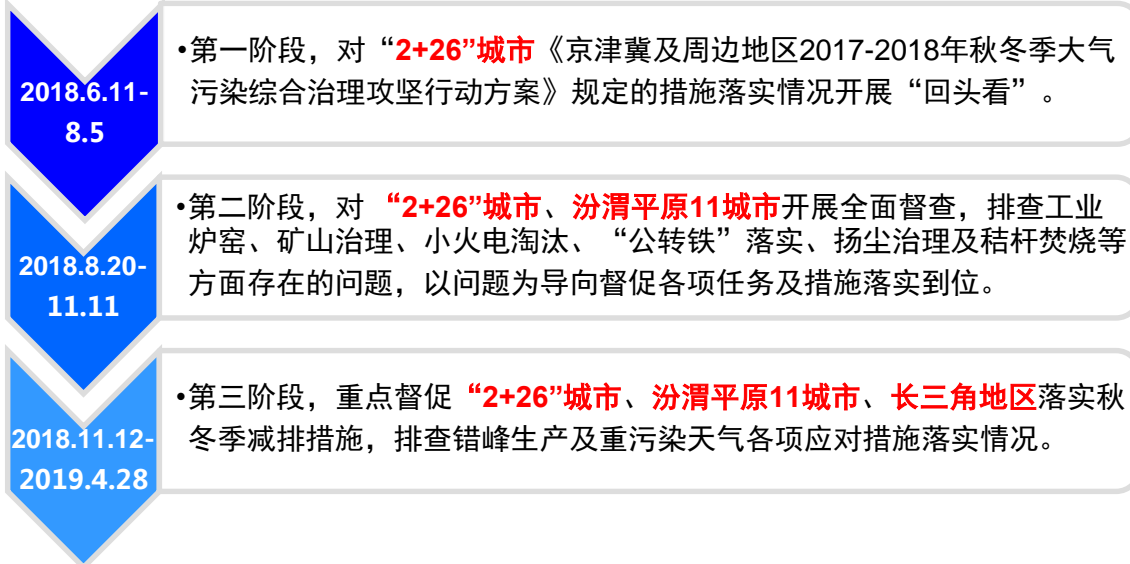 2018.6.11-
8.5
•第一阶段，对“2+26”城市《京津冀及周边地区2017-2018年秋冬季大气
污染综合治理攻坚行动方案》规定的措施落实情况开展“回头看”。
2018.8.20-
11.11
•第二阶段，对 “2+26”城市、汾渭平原11城市开展全面督查，排查工业
炉窑、矿山治理、小火电淘汰、“公转铁”落实、扬尘治理及秸秆焚烧等
方面存在的问题，以问题为导向督促各项任务及措施落实到位。
2018.11.12-
2019.4.28
•第三阶段，重点督促“2+26”城市、汾渭平原11城市、长三角地区落实秋
冬季减排措施，排查错峰生产及重污染天气各项应对措施落实情况。